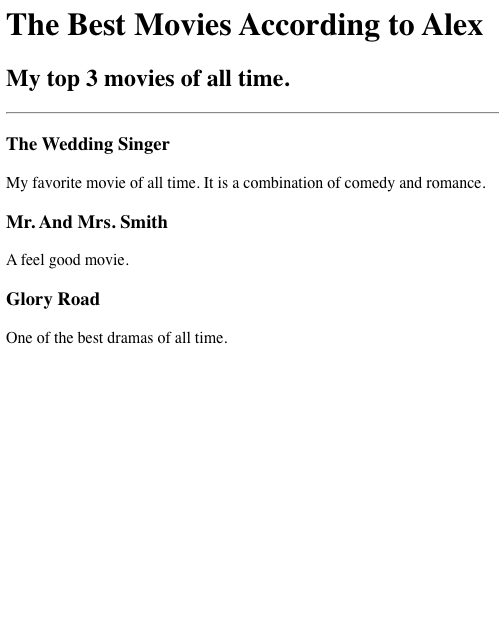 The Best Movies According to Alex
My top 3 movies of all time.
The Wedding Singer
My favorite movie of all time. It is a combination of comedy and romance.
Mr. And Mrs. Smith
A feel good movie.
Glory Road
One of the best dramas of all time.